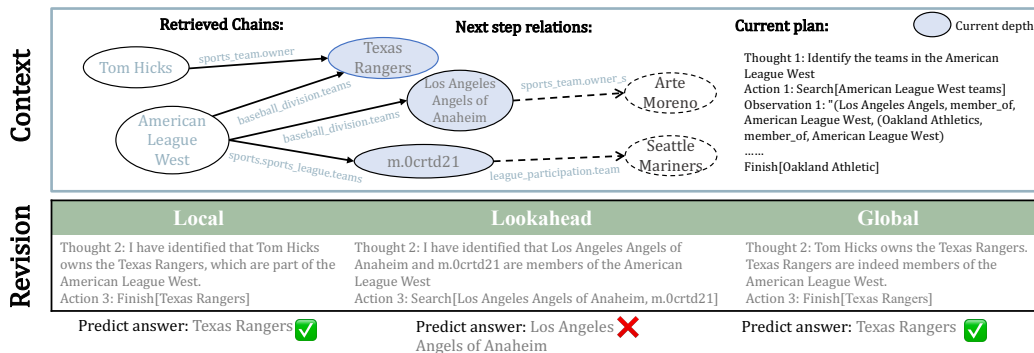 Retrieved Chains:
Next step relations:
Current plan:
Current depth
Context
Tom Hicks
sports_team.owner
Texas
Rangers
baseball_division.teams
American
League
West
baseball_division.teams
Los Angeles
Angels of
Anaheim
sports_team.owner_s
Arte
Moreno
sports.sports_league.teams
m.0crtd21
league_participation.team
Seattle
Mariners
Thought 1: Identify the teams in the American
League West
Action 1: Search[American League West teams]
Observation 1: "(Los Angeles Angels, member_of,
American League West, (Oakland Athletics,
member_of, American League West)
......
Finish[Oakland Athletic]
Revision
Local
Thought 2: I have identified that Tom Hicks
owns the Texas Rangers, which are part of the
American League West.
Action 3: Finish[Texas Rangers]
Predict answer: Texas Rangers
Lookahead
Thought 2: I have identified that Los Angeles Angels of
Anaheim and m.0crtd21 are members of the American
League West
Action 3: Search[Los Angeles Angels of Anaheim, m.0crtd21]
Predict answer: Los Angeles
Angels of Anaheim
Global
Thought 2: Tom Hicks owns the Texas Rangers.
Texas Rangers are indeed members of the
American League West.
Action 3: Finish[Texas Rangers]
Predict answer: Texas Rangers